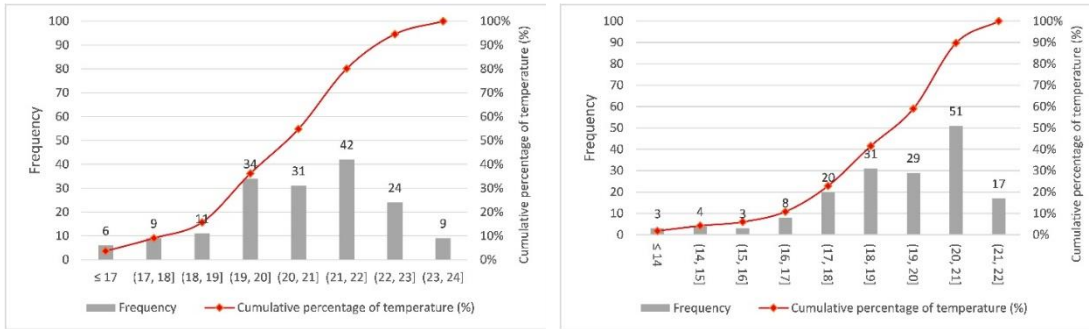 100 100%
90 90%
80 80%
70 70%
60 60%
50 50%
40 40%
30 30%
20 20%
10 10%
0 0%
Frequency
Cumulative percentage of temperature (%)
6 9 11 34 31 42 24 9
≤ 17 (17, 18] (18, 19] (19, 20] (20, 21] (21, 22] (22, 23] (23, 24]
Frequency Cumulative percentage of temperature (%)
100 100%
90 90%
80 80%
70 70%
60 60%
50 50%
40 40%
30 30%
20 20%
10 10%
0 0%
Frequency
Cumulative percentage of temperature (%)
3 4 3 8 20 31 29 51 17
≤ 14 (14, 15] (15, 16] (16, 17] (17, 18] (18, 19] (19, 20] (20, 21] (21, 22]
Frequency Cumulative percentage of temperature (%)